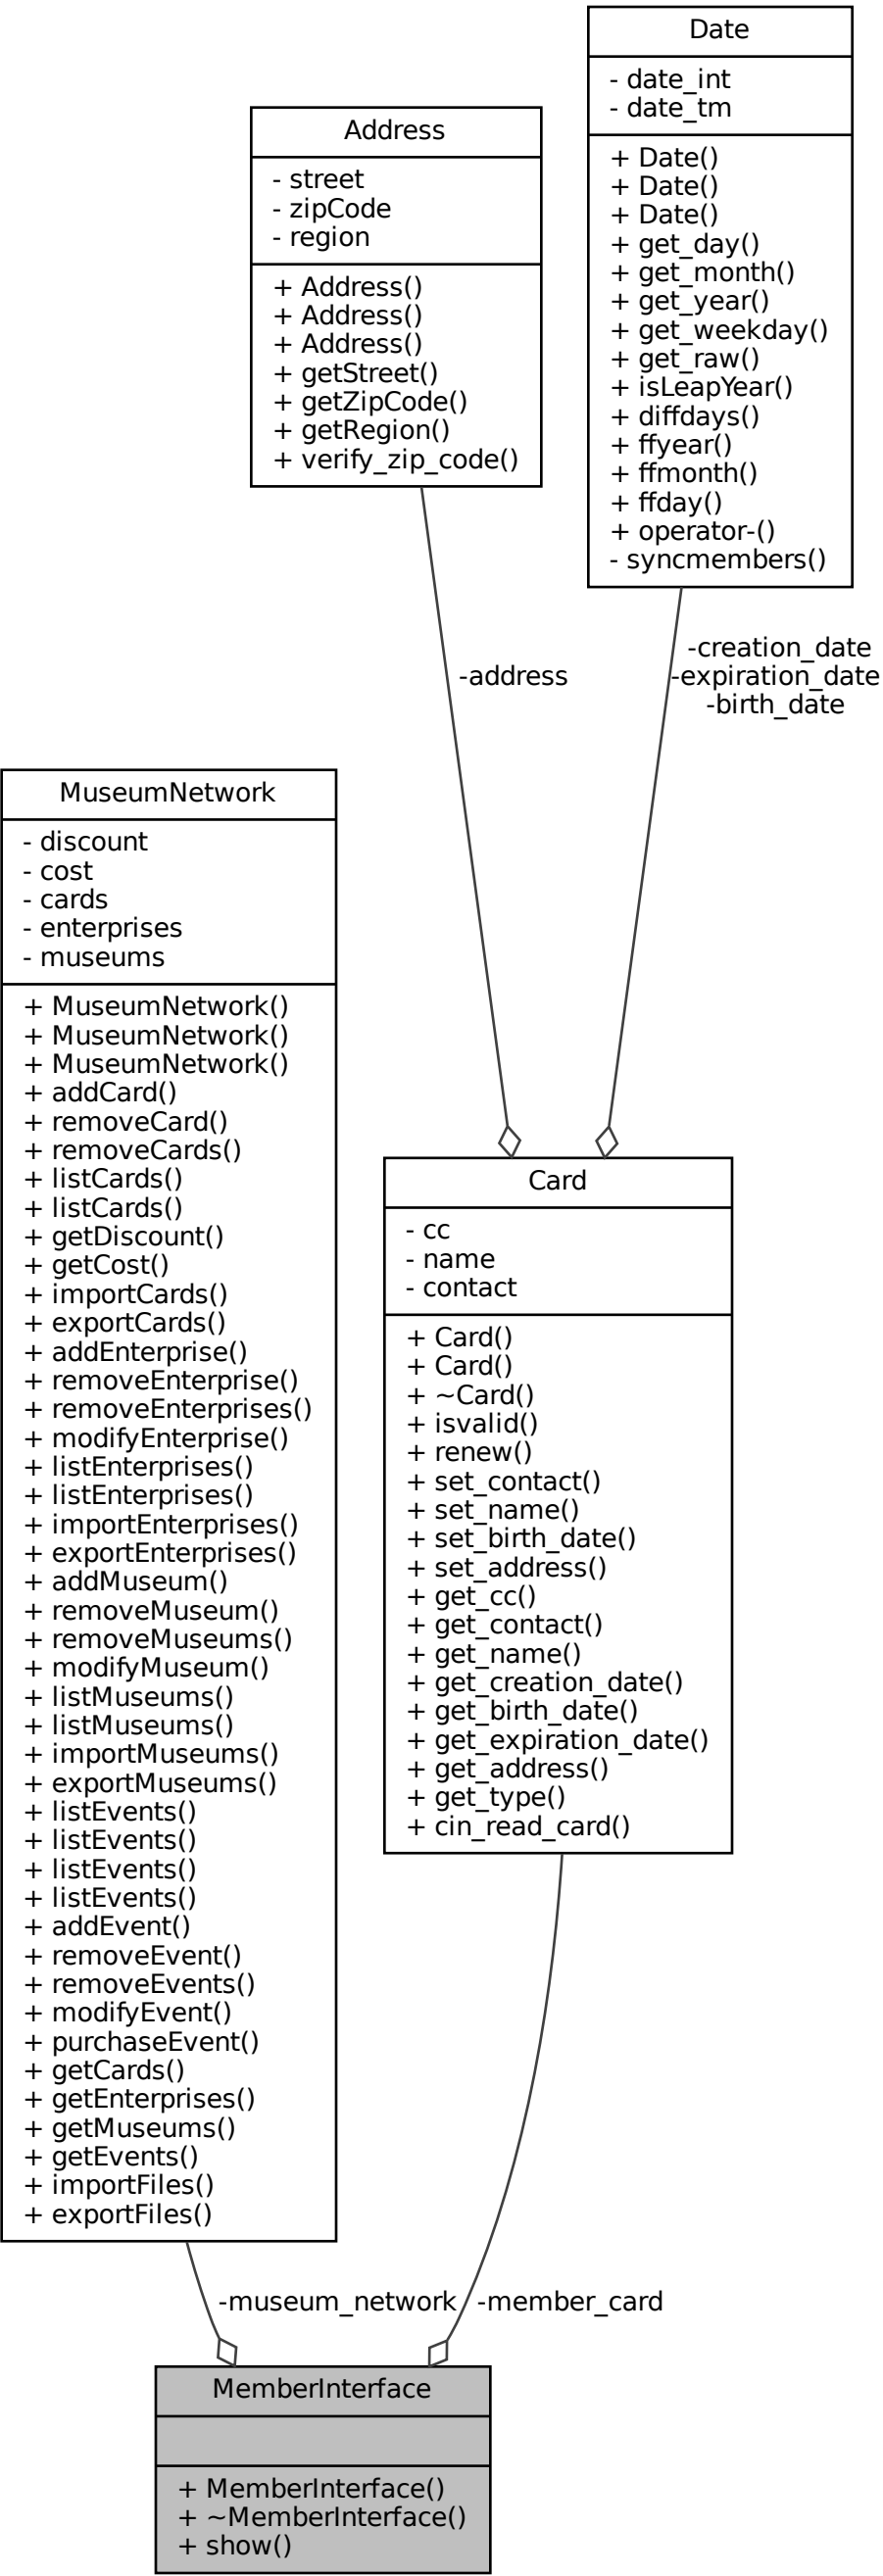 Date
- date_int
- date_tm
+ Date()
+ Date()
+ Date()
+ get_day()
+ get_month()
+ get_year()
+ get_weekday()
+ get_raw()
+ isLeapYear()
+ diffdays()
+ ffyear()
+ ffmonth()
+ ffday()
+ operator-()
- syncmembers()
Address
- street
- zipCode
- region
+ Address()
+ Address()
+ Address()
+ getStreet()
+ getZipCode()
+ getRegion()
+ verify_zip_code()
-address
-creation_date
-expiration_date
-birth_date
MuseumNetwork
- discount
- cost
- cards
- enterprises
- museums
+ MuseumNetwork()
+ MuseumNetwork()
+ MuseumNetwork()
+ addCard()
+ removeCard()
+ removeCards()
+ listCards()
+ listCards()
+ getDiscount()
+ getCost()
+ importCards()
+ exportCards()
+ addEnterprise()
+ removeEnterprise()
+ removeEnterprises()
+ modifyEnterprise()
+ listEnterprises()
+ listEnterprises()
+ importEnterprises()
+ exportEnterprises()
+ addMuseum()
+ removeMuseum()
+ removeMuseums()
+ modifyMuseum()
+ listMuseums()
+ listMuseums()
+ importMuseums()
+ exportMuseums()
+ listEvents()
+ listEvents()
+ listEvents()
+ listEvents()
+ addEvent()
+ removeEvent()
+ removeEvents()
+ modifyEvent()
+ purchaseEvent()
+ getCards()
+ getEnterprises()
+ getMuseums()
+ getEvents()
+ importFiles()
+ exportFiles()
Card
- cc
- name
- contact
+ Card()
+ Card()
+ ~Card()
+ isvalid()
+ renew()
+ set_contact()
+ set_name()
+ set_birth_date()
+ set_address()
+ get_cc()
+ get_contact()
+ get_name()
+ get_creation_date()
+ get_birth_date()
+ get_expiration_date()
+ get_address()
+ get_type()
+ cin_read_card()
-museum_network
-member_card
MemberInterface
+ MemberInterface()
+ ~MemberInterface()
+ show()